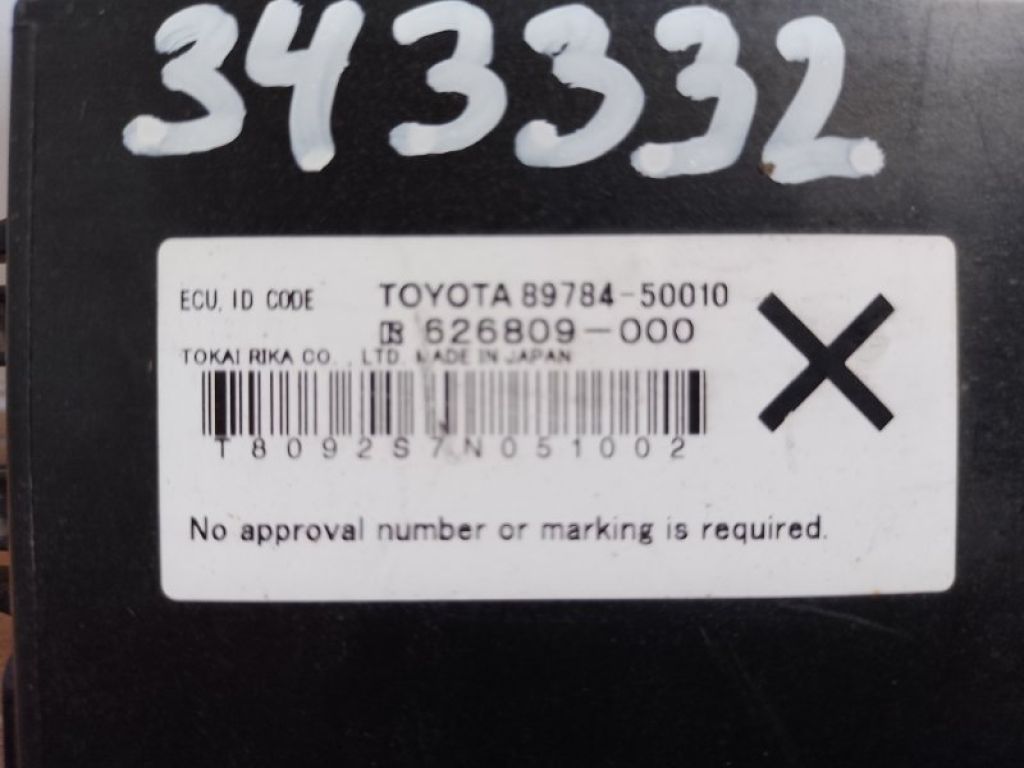 343332
ECU, ID CODE TOYOTA 89784-50010
626809-000
TOKAI RIKA CO., LTD. MADE IN JAPAN
T8092S7N051002
No approval number or marking is required.